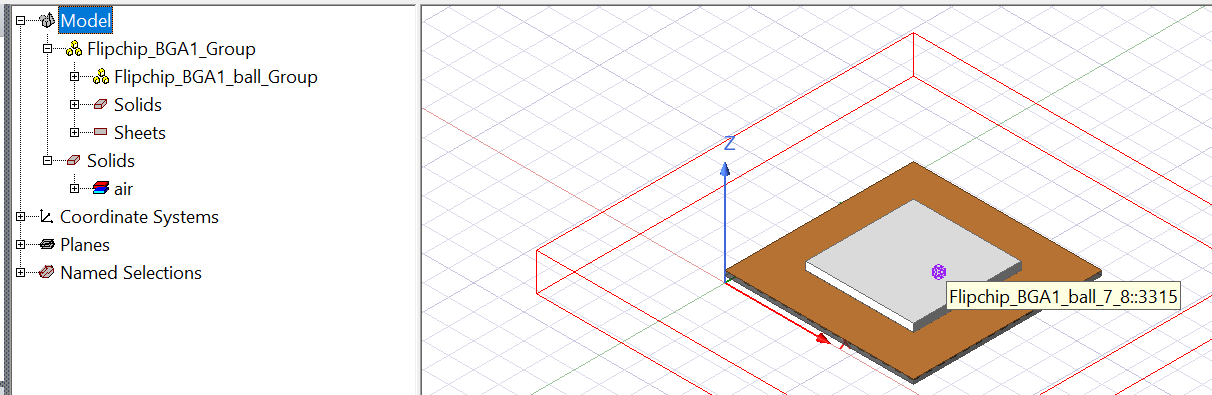 Model
Flipchip_BGA1_Group
Flipchip_BGA1_ball_Group
Solids
Sheets
Solids
air
Coordinate Systems
Planes
Named Selections
Z
Flipchip_BGA1_ball_7_8::3315